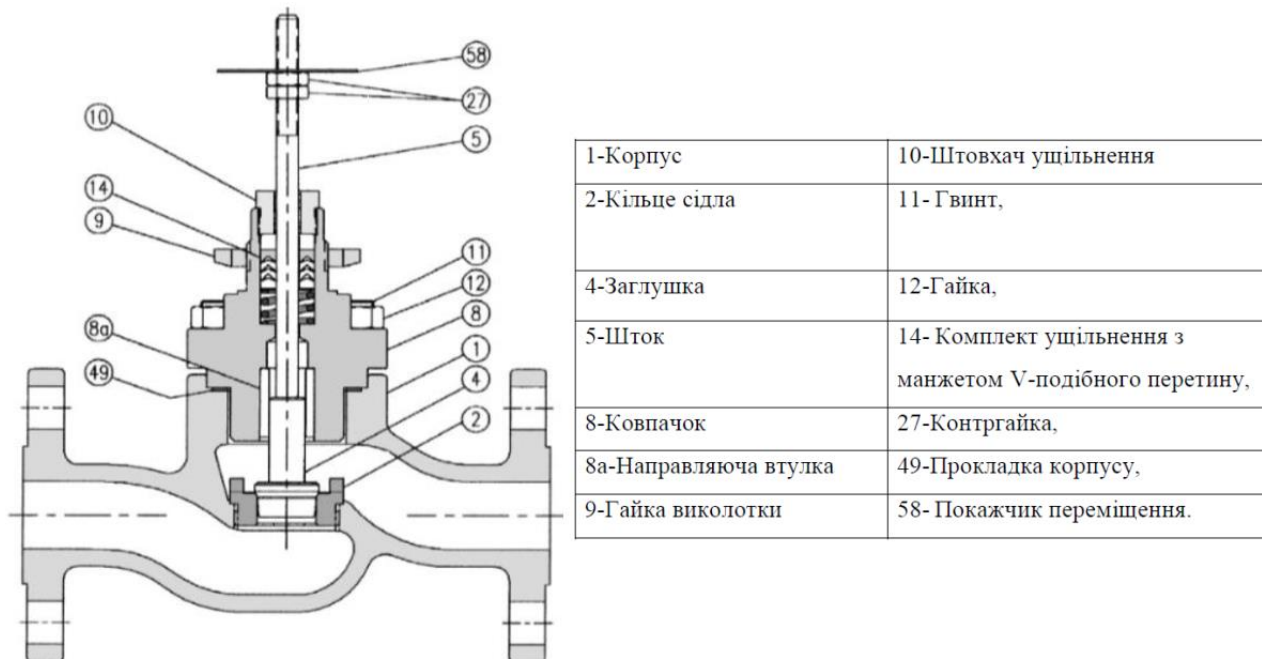 58
27
10
5
14
9
11
12
8а
8
1
49
4
2
1-Корпус
10-Штовхач ущільнення
2-Кільце сідла
11- Гвинт,
4-Заглушка
12-Гайка,
5-Шток
14- Комплект ущільнення з
манжетом V-подібного перетину,
8-Ковпачок
27-Контргайка,
8а-Направляюча втулка
49-Прокладка корпусу,
9-Гайка виколотки
58- Покажчик переміщення.